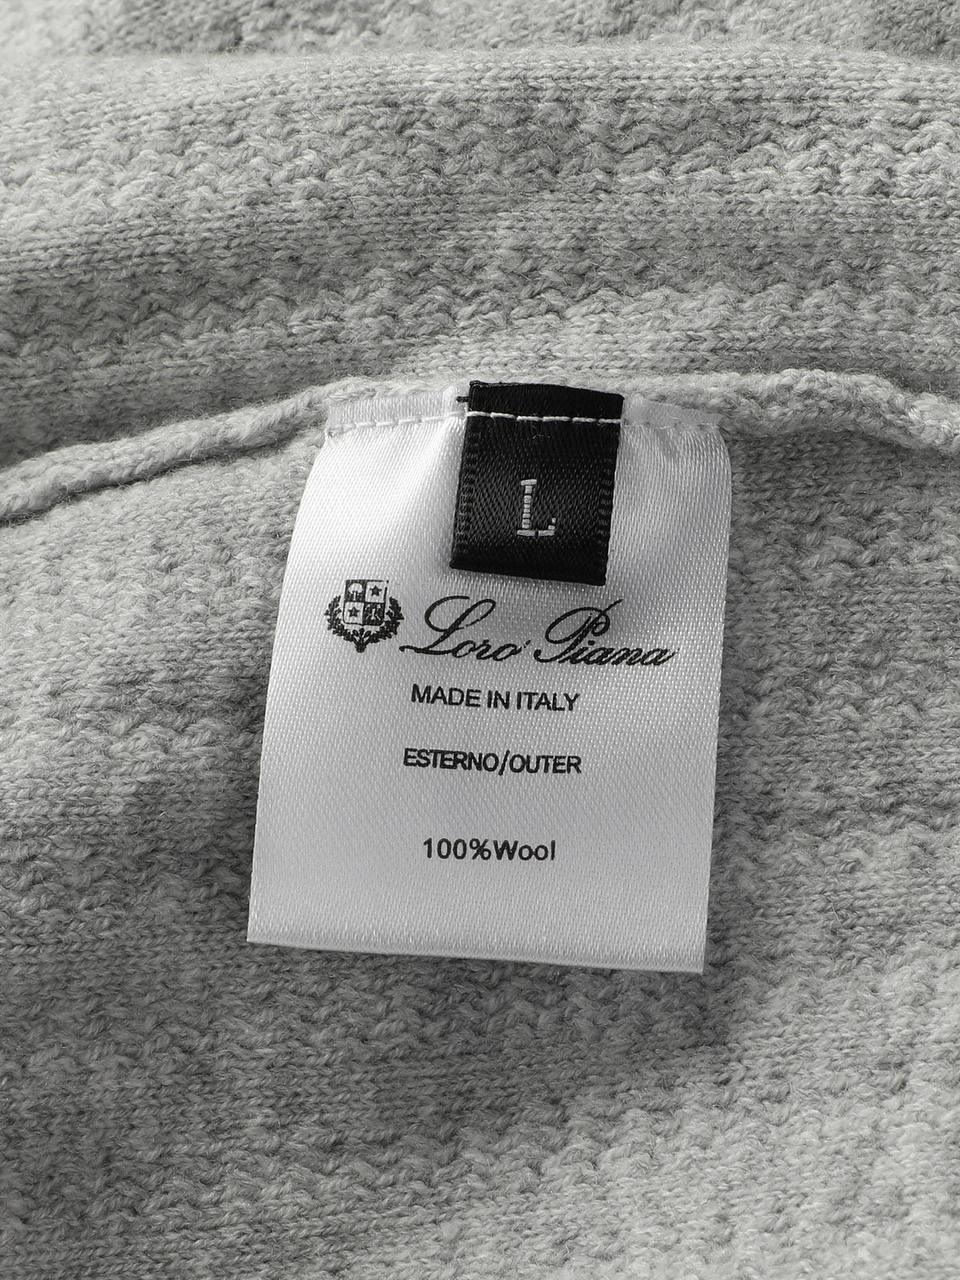 L
Loro Piana
MADE IN ITALY
ESTERNO/OUTER
100%Wool